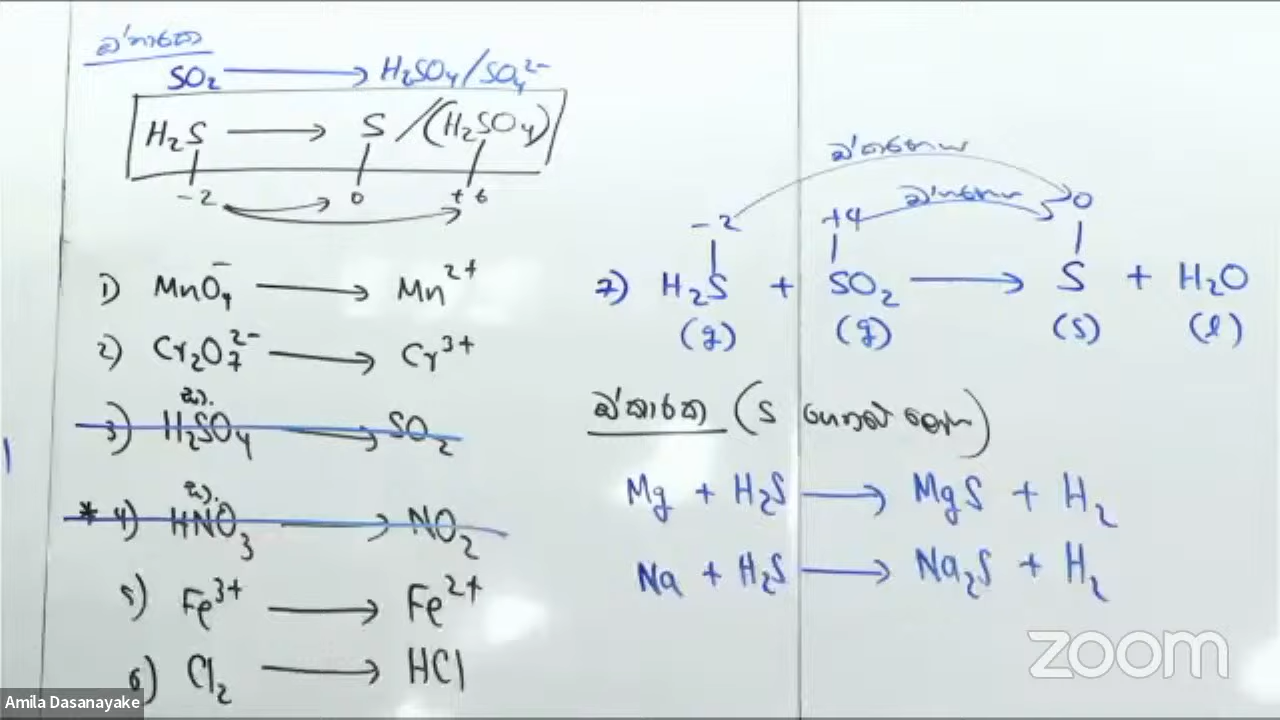 SO₂ ⟶ H₂SO₄/SO₄²⁻
H₂S ⟶ S /(H₂SO₄)
-2 0 +6
1) MnO₄⁻ ⟶ Mn²⁺
2) Cr₂O₇²⁻ ⟶ Cr³⁺
3) H₂SO₄ ⟶ SO₂
* 4) HNO₃ ⟶ NO₂
5) Fe³⁺ ⟶ Fe²⁺
6) Cl₂ ⟶ HCl
-2 +4 0
7) H₂S + SO₂ ⟶ S + H₂O
(g) (g) (s) (l)
(S
Mg + H₂S ⟶ MgS + H₂
Na + H₂S ⟶ Na₂S + H₂
zoom
Amila Dasanayake